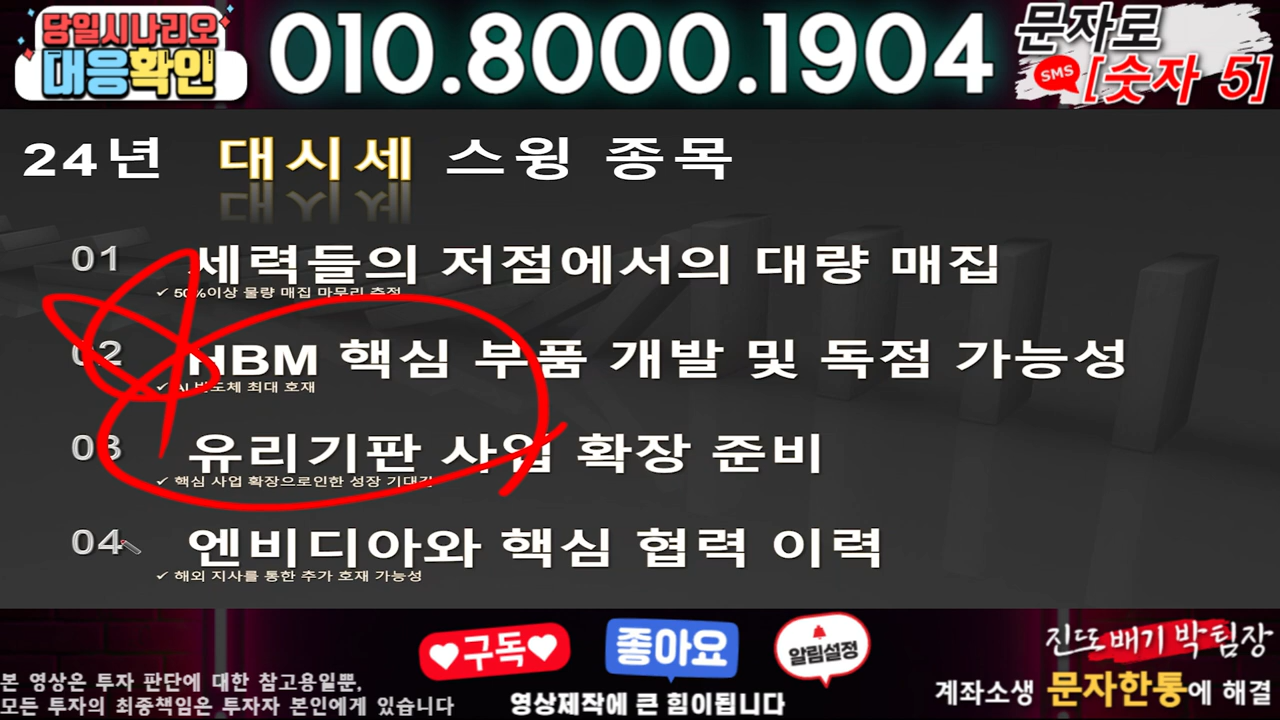 당일시나리오
대응확인
010.8000.1904
문자로
SMS
[숫자 5]
24년 대시세 스윙 종목
01 세력들의 저점에서의 대량 매집
✓ 50%이상 물량 매집 마무리 추정
02 HBM 핵심 부품 개발 및 독점 가능성
✓ AI 반도체 최대 호재
03 유리기판 사업 확장 준비
✓ 핵심 사업 확장으로인한 성장 기대감
04 엔비디아와 핵심 협력 이력
✓ 해외 지사를 통한 추가 호재 가능성
구독
좋아요
알림설정
영상제작에 큰 힘이됩니다
본 영상은 투자 판단에 대한 참고용일뿐,
모든 투자의 최종책임은 투자자 본인에게 있습니다
진또배기 박팀장
계좌소생 문자한통에 해결